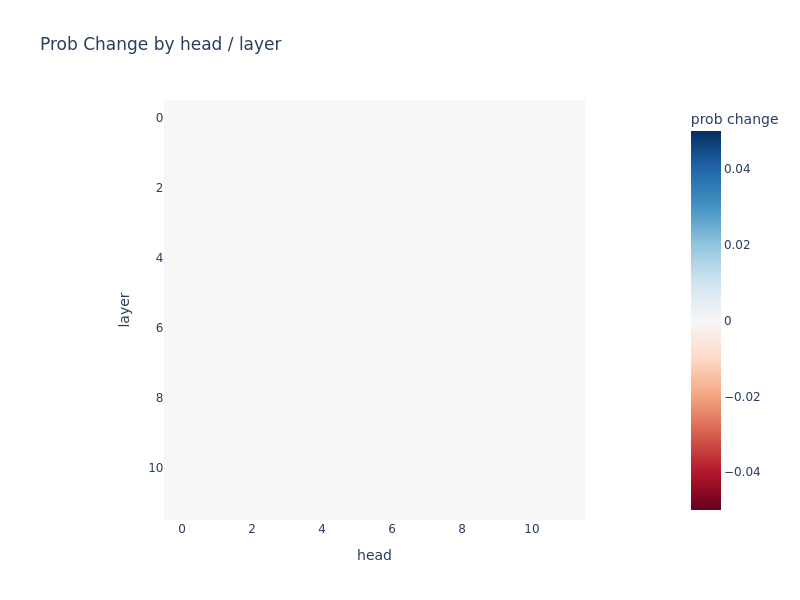 Prob Change by head / layer
prob change
0
2
4
6
8
10
layer
0 2 4 6 8 10
head
0.04
0.02
0
−0.02
−0.04